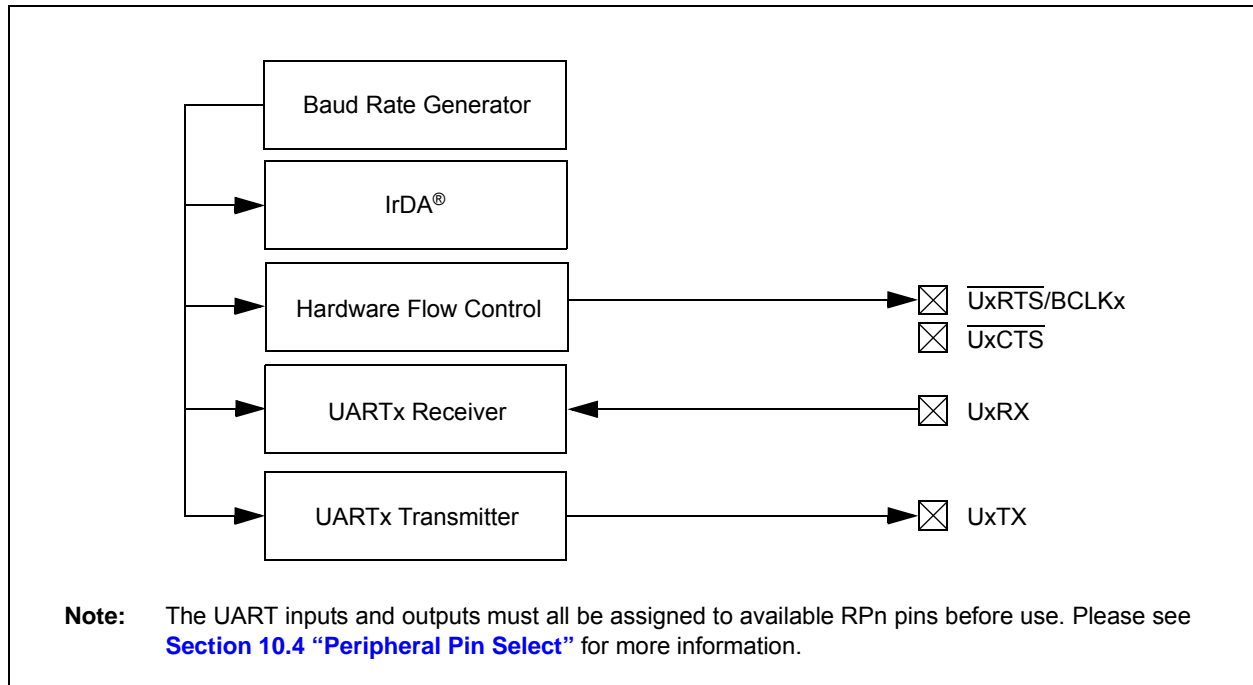 Baud Rate Generator
IrDA®
Hardware Flow Control
UxRTS/BCLKx
UxCTS
UARTx Receiver
UxRX
UARTx Transmitter
UxTX
Note: The UART inputs and outputs must all be assigned to available RPn pins before use. Please see
Section 10.4 “Peripheral Pin Select” for more information.